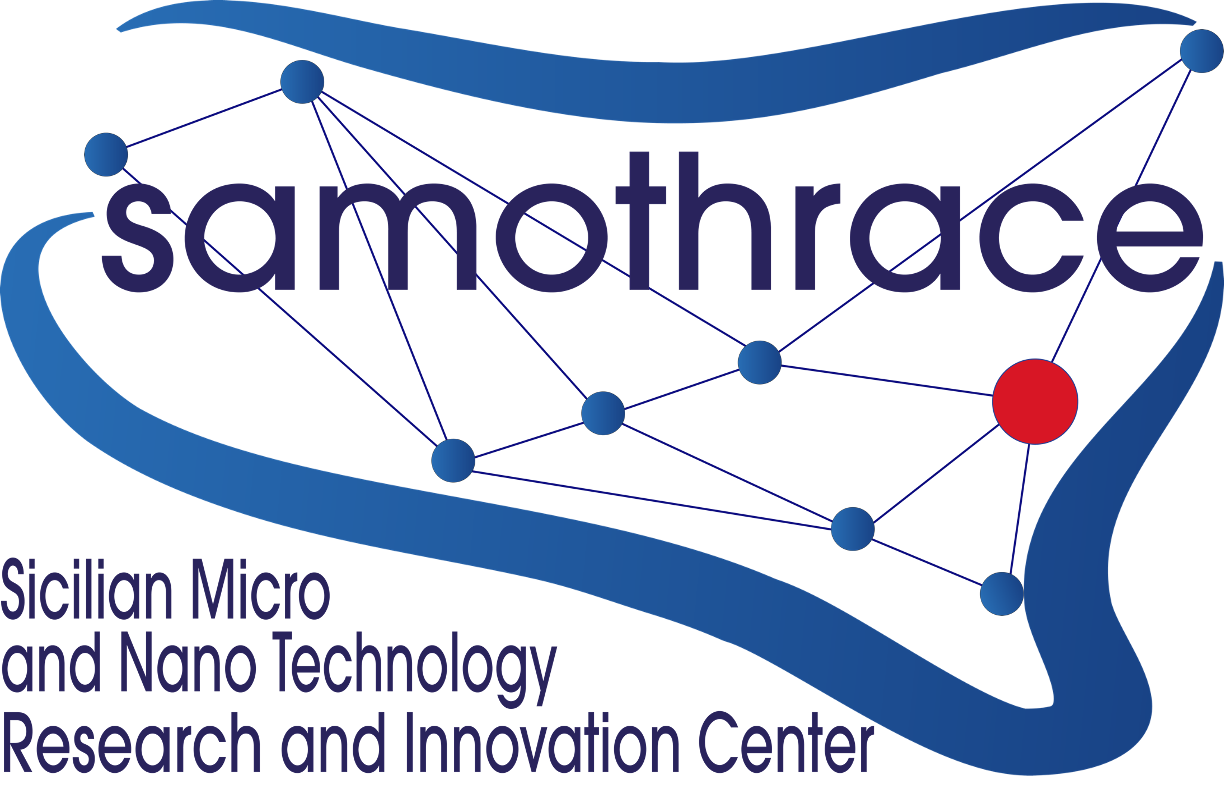 samothrace
Sicilian Micro
and Nano Technology
Research and Innovation Center